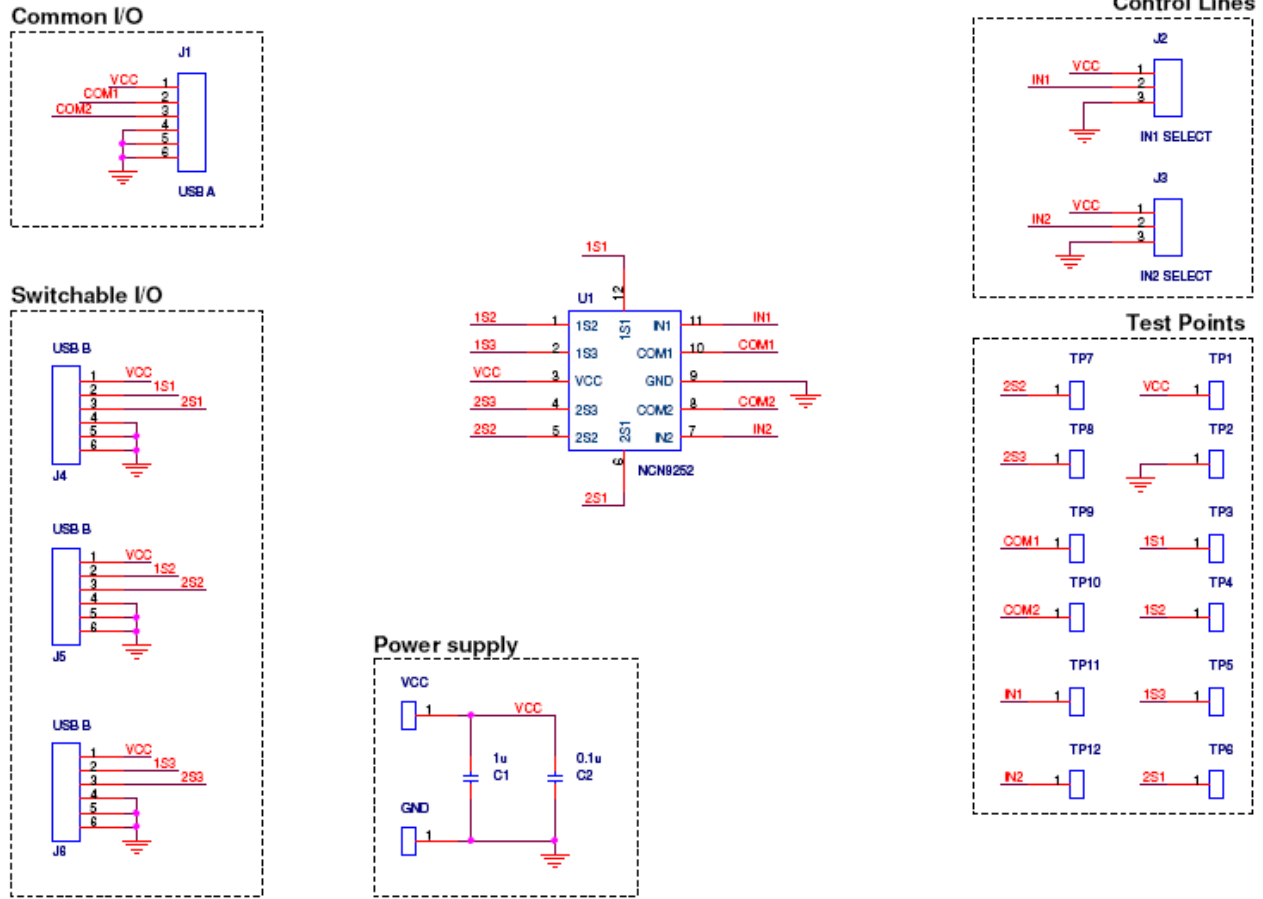 Common I/O
J1
VCC 1
COM1 2
COM2 3
4
5
6
USB A
Switchable I/O
USB B
1 VCC
2 1S1
3 2S1
4
5
6
J4
USB B
1 VCC
2 1S2
3 2S2
4
5
6
J5
USB B
1 VCC
2 1S3
3 2S3
4
5
6
J6
1S1
12
U1
1S2 1 1S2 1S1 IN1 11 IN1
1S3 2 1S3 COM1 10 COM1
VCC 3 VCC GND 9
2S3 4 2S3 COM2 8 COM2
2S2 5 2S2 2S1 IN2 7 IN2
6
NCN9252
2S1
Power supply
VCC
1 VCC
1u 0.1u
C1 C2
GND
1
Control Lines
J2
VCC 1
IN1 2
3
IN1 SELECT
J3
VCC 1
IN2 2
3
IN2 SELECT
Test Points
TP7 TP1
2S2 1 VCC 1
TP8 TP2
2S3 1 1
TP9 TP3
COM1 1 1S1 1
TP10 TP4
COM2 1 1S2 1
TP11 TP5
IN1 1 1S3 1
TP12 TP6
IN2 1 2S1 1